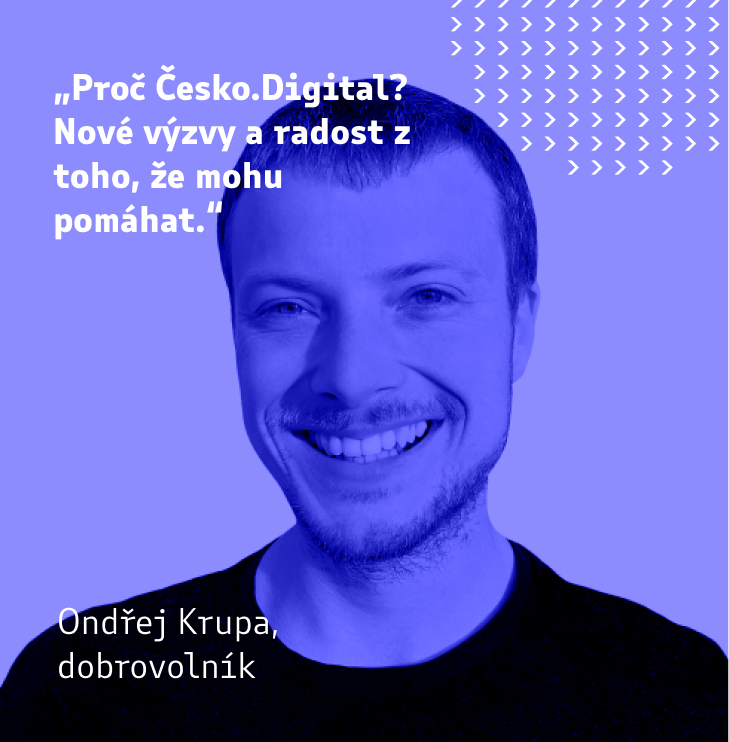 „Proč Česko.Digital?
Nové výzvy a radost z
toho, že mohu
pomáhat.“
Ondřej Krupa,
dobrovolník